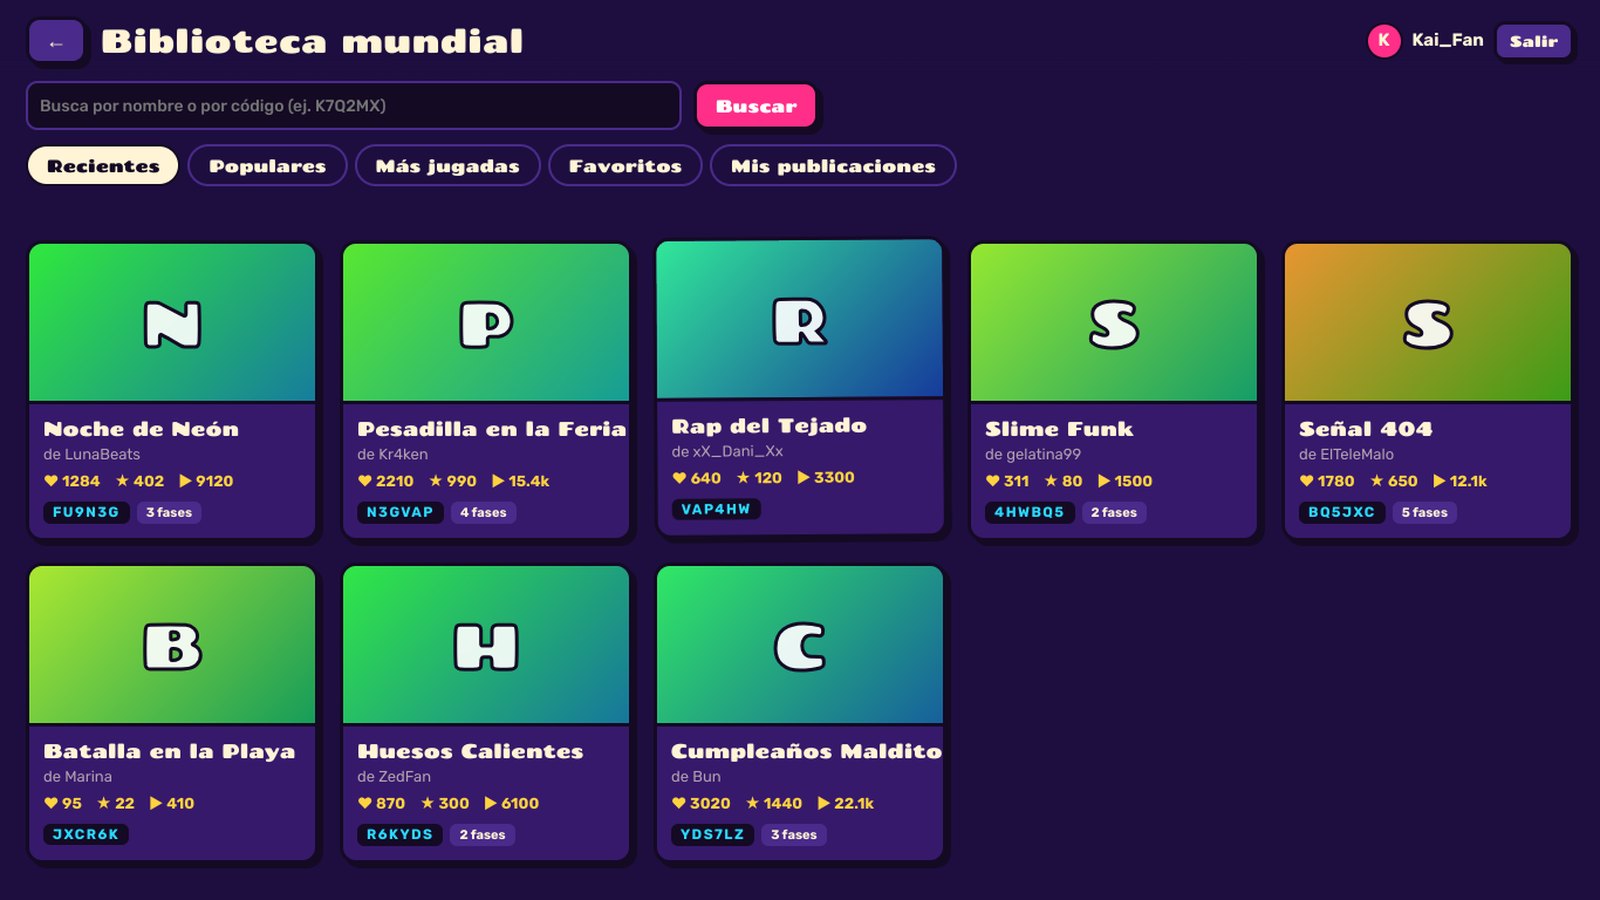 ← Biblioteca mundial
K Kai_Fan Salir
Busca por nombre o por código (ej. K7Q2MX) Buscar
Recientes Populares Más jugadas Favoritos Mis publicaciones
N
Noche de Neón
de LunaBeats
♥ 1284 ★ 402 ▶ 9120
FU9N3G 3 fases
P
Pesadilla en la Feria
de Kr4ken
♥ 2210 ★ 990 ▶ 15.4k
N3GVAP 4 fases
R
Rap del Tejado
de xX_Dani_Xx
♥ 640 ★ 120 ▶ 3300
VAP4HW
S
Slime Funk
de gelatina99
♥ 311 ★ 80 ▶ 1500
4HWBQ5 2 fases
S
Señal 404
de ElTeleMalo
♥ 1780 ★ 650 ▶ 12.1k
BQ5JXC 5 fases
B
Batalla en la Playa
de Marina
♥ 95 ★ 22 ▶ 410
JXCR6K
H
Huesos Calientes
de ZedFan
♥ 870 ★ 300 ▶ 6100
R6KYDS 2 fases
C
Cumpleaños Maldito
de Bun
♥ 3020 ★ 1440 ▶ 22.1k
YDS7LZ 3 fases